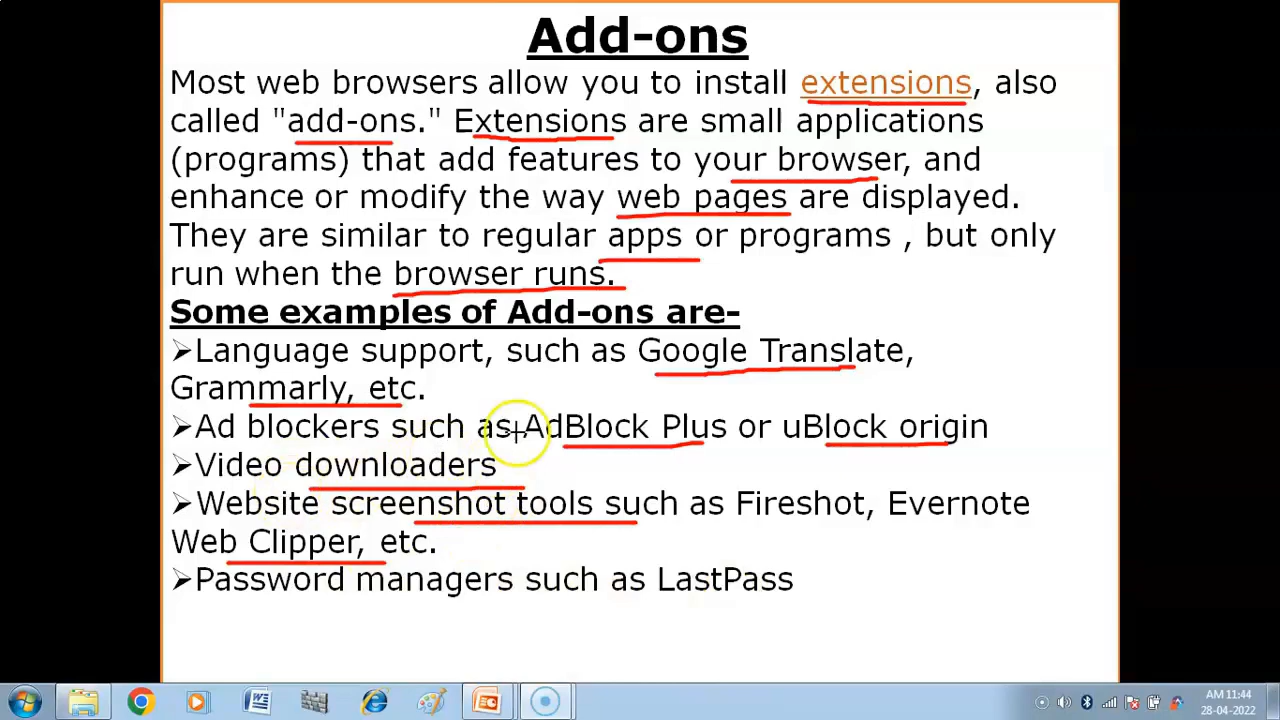 Add-ons
Most web browsers allow you to install extensions, also
called "add-ons." Extensions are small applications
(programs) that add features to your browser, and
enhance or modify the way web pages are displayed.
They are similar to regular apps or programs , but only
run when the browser runs.
Some examples of Add-ons are-
➢Language support, such as Google Translate,
Grammarly, etc.
➢Ad blockers such as AdBlock Plus or uBlock origin
➢Video downloaders
➢Website screenshot tools such as Fireshot, Evernote
Web Clipper, etc.
➢Password managers such as LastPass
AM 11:44
28-04-2022